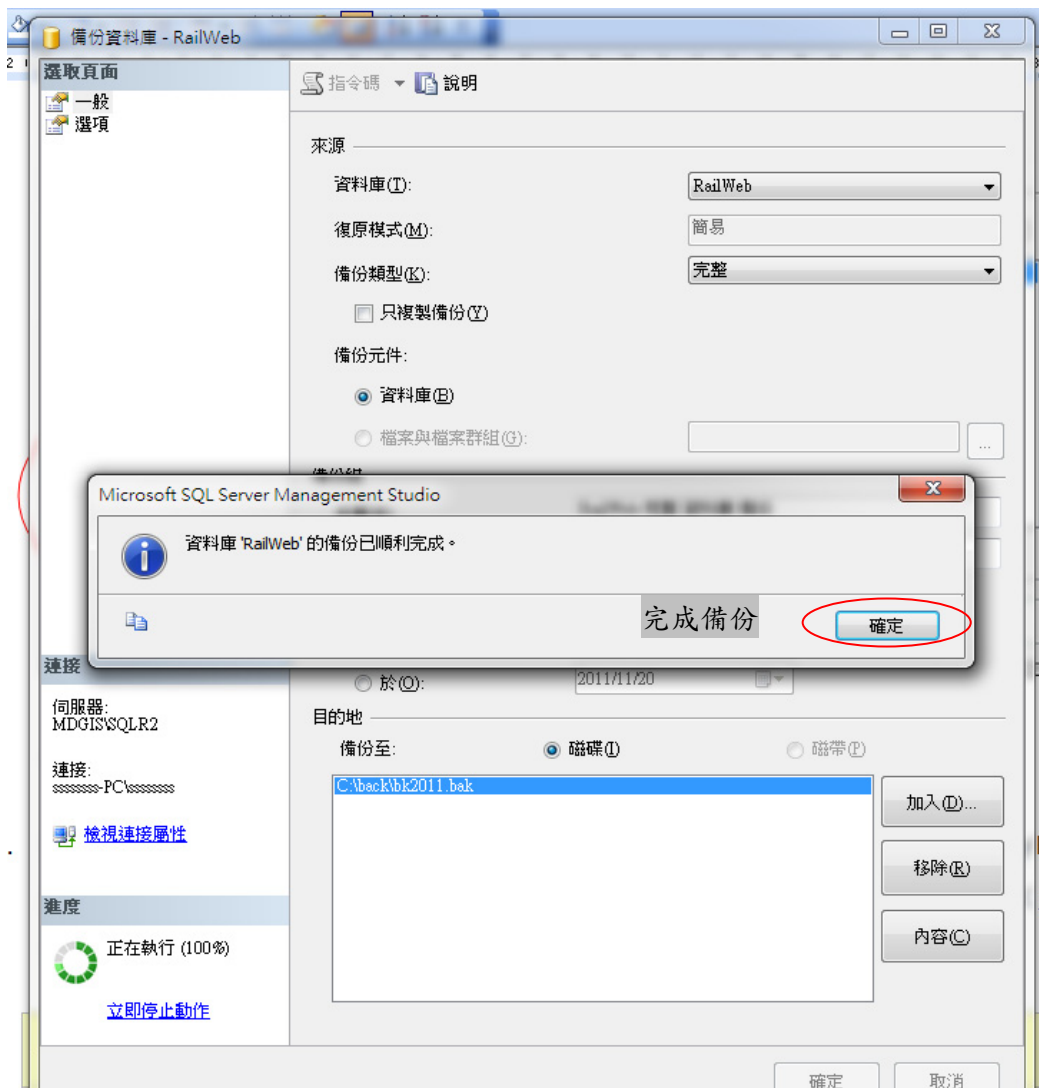 備份資料庫 - RailWeb
選取頁面
一般
選項
指令碼 說明
來源
資料庫(T): RailWeb
復原模式(M): 簡易
備份類型(K): 完整
只複製備份(Y)
備份元件:
資料庫(B)
檔案與檔案群組(G): ...
Microsoft SQL Server Management Studio
資料庫 'RailWeb' 的備份已順利完成。
完成備份 確定
於(O): 2011/11/20
連接
伺服器:
MDGIS\SQLR2
連接:
ssssssss-PC\ssssssss
檢視連接屬性
目的地
備份至: 磁碟(I) 磁帶(P)
C:\back\bk2011.bak
加入(D)...
移除(R)
內容(C)
進度
正在執行 (100%)
立即停止動作
確定 取消